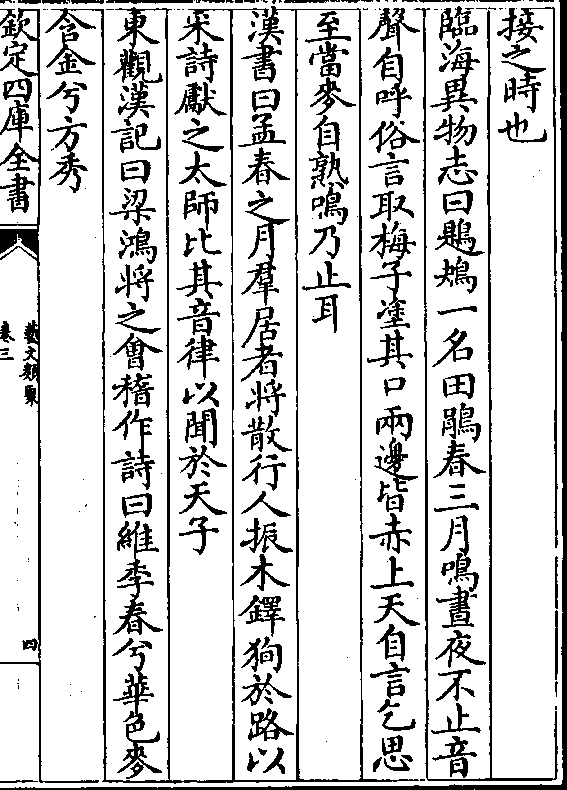 接之時也
臨海異物志曰鶗鴂一名田鵑春三月鳴晝夜不止音
聲自呼俗言取梅子塗其口兩邊皆赤上天自言乞思
至當麥自熟鳴乃止耳
漢書曰孟春之月羣居者將散行人振木鐸狥於路以
采詩獻之太師比其音律以聞於天子
東觀漢記曰梁鴻將之會稽作詩曰維季春兮華色麥
含金兮方秀
欽定四庫全書
藝文類聚
卷三
四